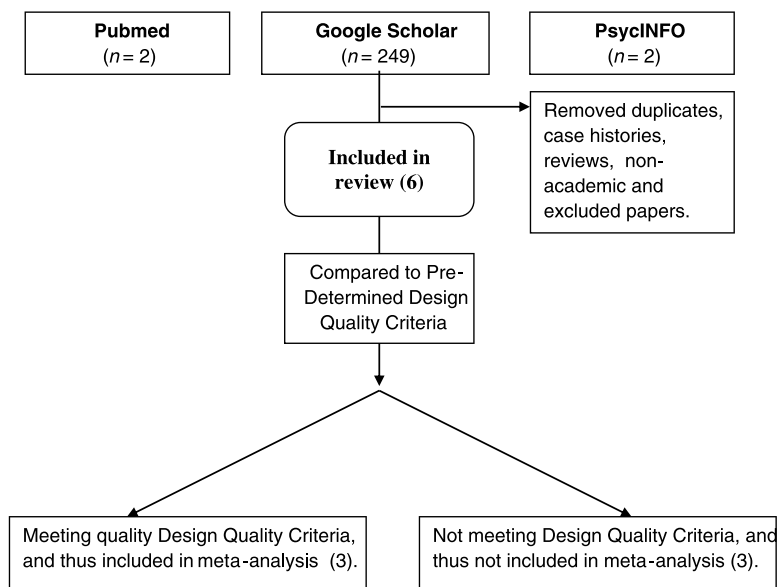 Pubmed
(n = 2)
Google Scholar
(n = 249)
PsycINFO
(n = 2)
Removed duplicates,
case histories,
reviews, non-
academic and
excluded papers.
Included in
review (6)
Compared to Pre-
Determined Design
Quality Criteria
Meeting quality Design Quality Criteria,
and thus included in meta-analysis (3).
Not meeting Design Quality Criteria, and
thus not included in meta-analysis (3).